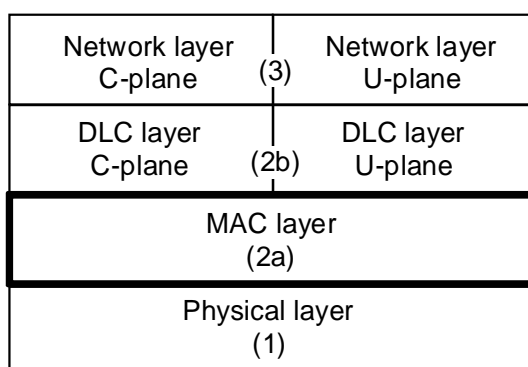 Network layer
C-plane
(3)
Network layer
U-plane
DLC layer
C-plane
(2b)
DLC layer
U-plane
MAC layer
(2a)
Physical layer
(1)